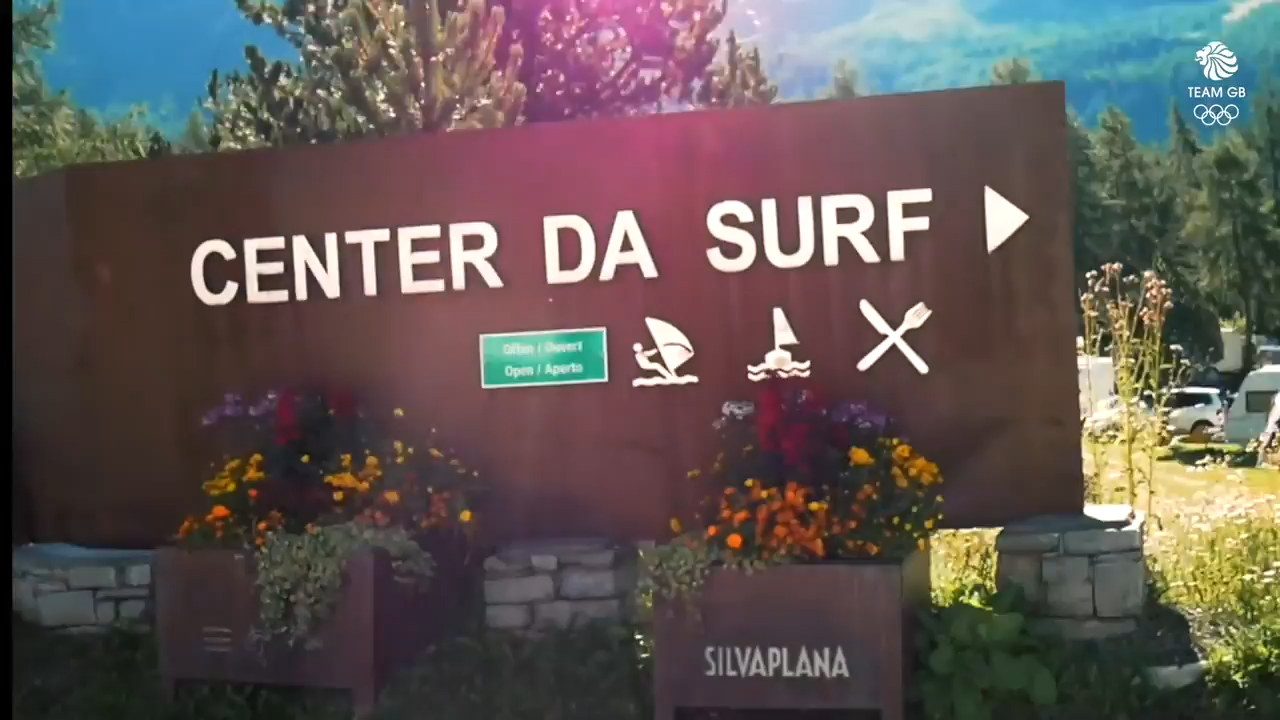 TEAM GB
CENTER DA SURF
Offen / Ouvert
Open / Aperto
SILVAPLANA